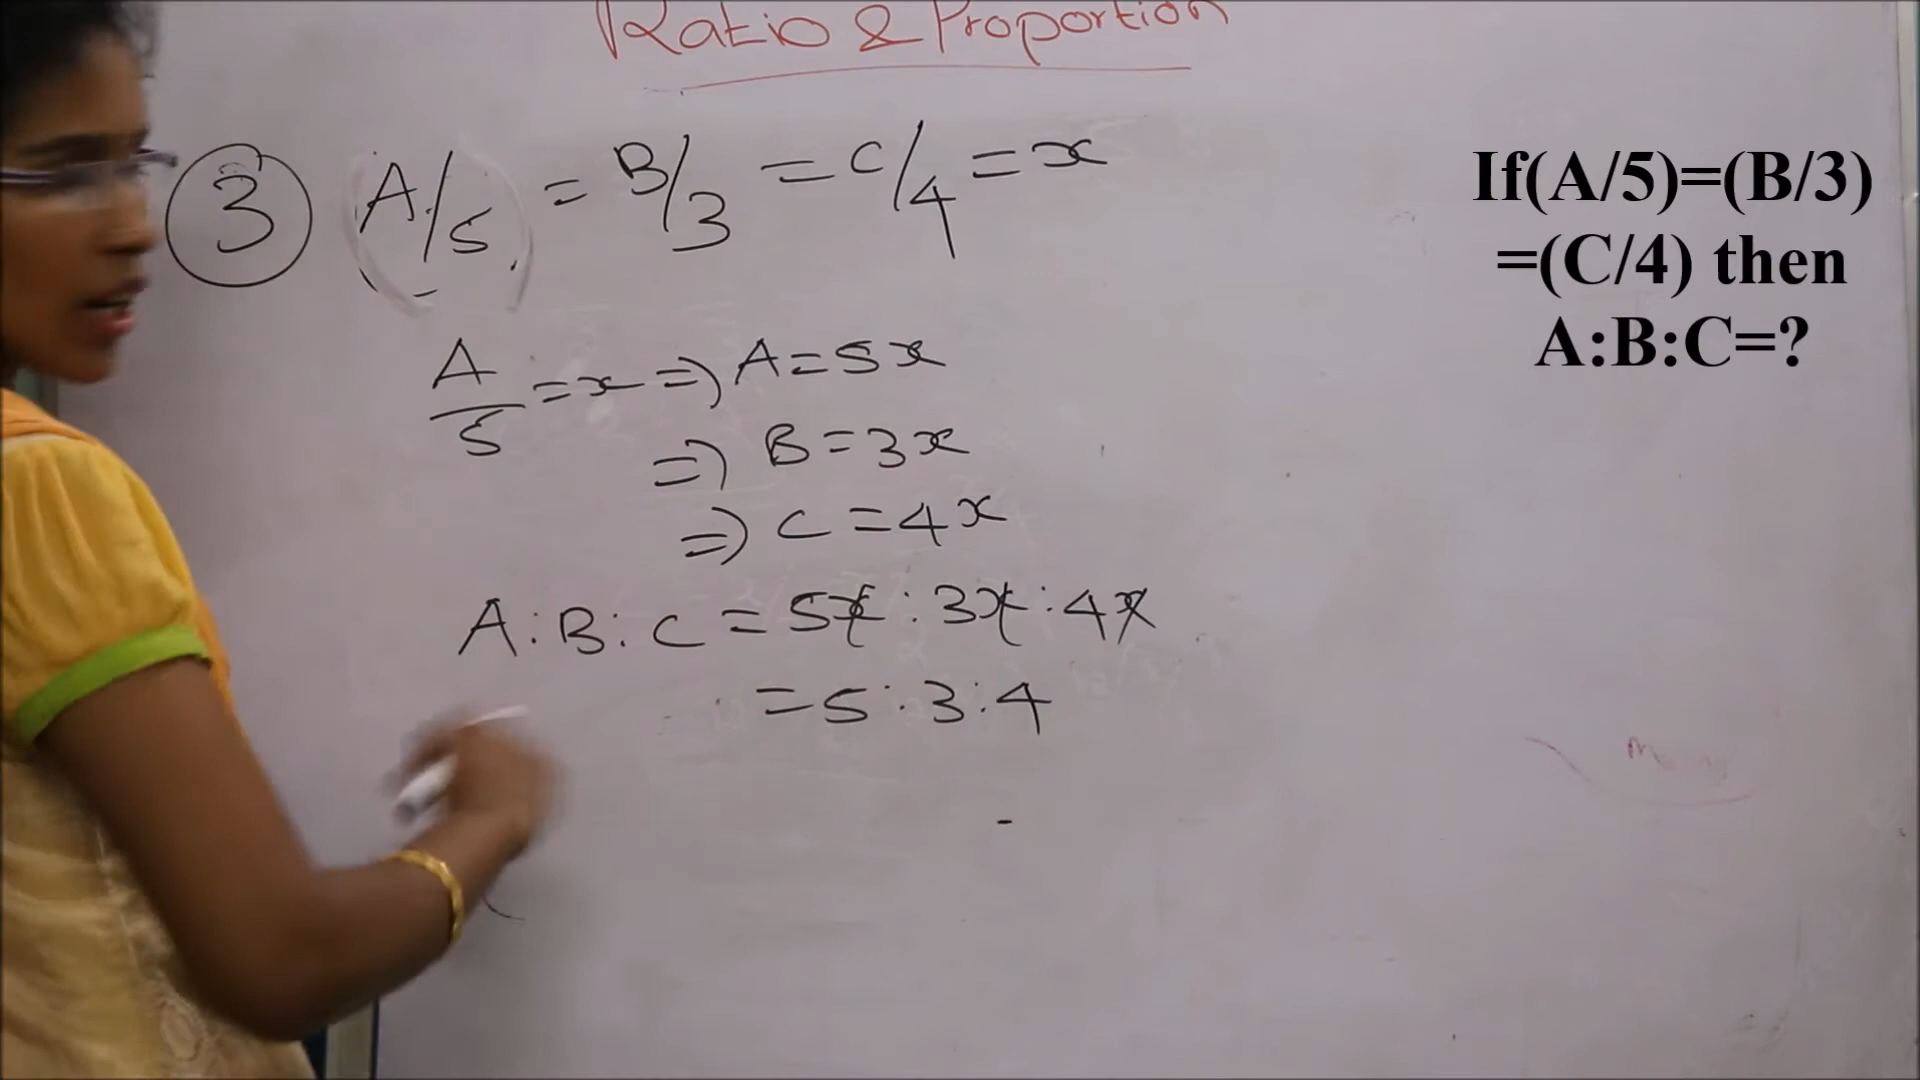 Ratio & Proportion
3 A/5 = B/3 = C/4 = x
A/5 = x => A = 5x
=> B = 3x
=> C = 4x
A : B : C = 5x : 3x : 4x
= 5 : 3 : 4
If(A/5)=(B/3)
=(C/4) then
A:B:C=?